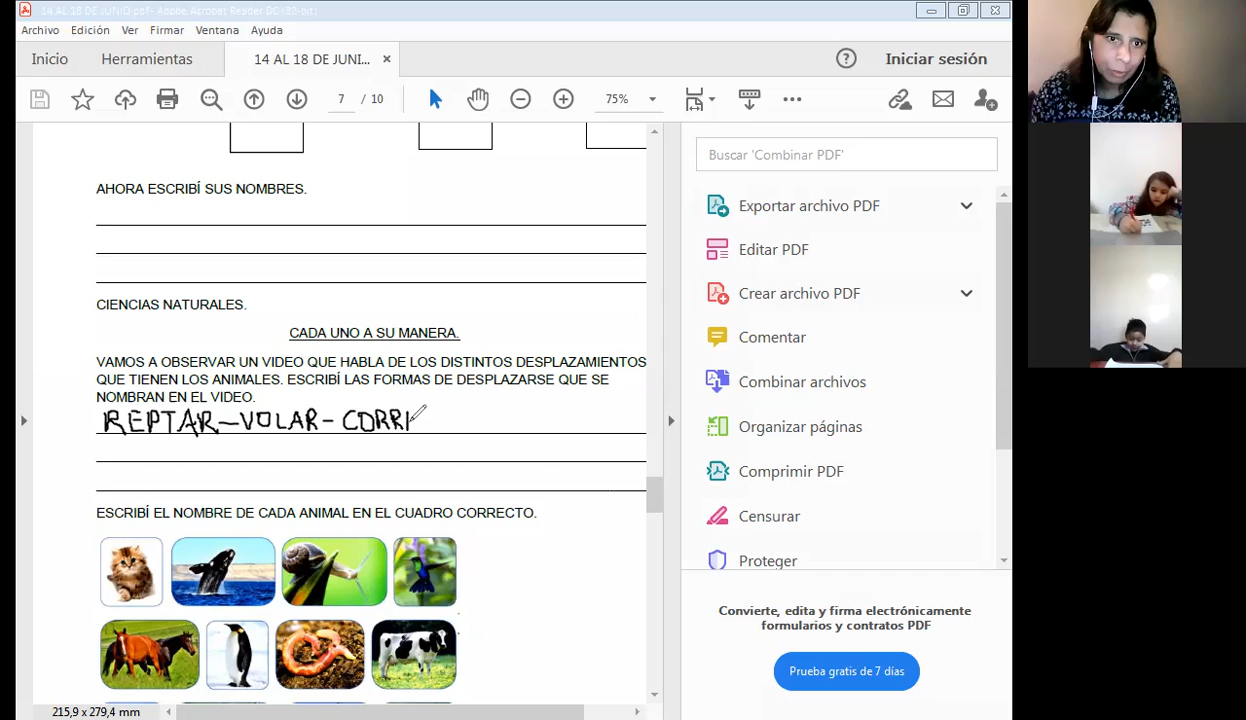 14 AL 18 DE JUNIO.pdf - Adobe Acrobat Reader DC (32-bit)
Archivo Edición Ver Firmar Ventana Ayuda
Inicio Herramientas 14 AL 18 DE JUNI... × Iniciar sesión
7 / 10 75%
AHORA ESCRIBÍ SUS NOMBRES.
CIENCIAS NATURALES.
CADA UNO A SU MANERA.
VAMOS A OBSERVAR UN VIDEO QUE HABLA DE LOS DISTINTOS DESPLAZAMIENTOS
QUE TIENEN LOS ANIMALES. ESCRIBÍ LAS FORMAS DE DESPLAZARSE QUE SE
NOMBRAN EN EL VIDEO.
REPTAR-VOLAR-CORRI
ESCRIBÍ EL NOMBRE DE CADA ANIMAL EN EL CUADRO CORRECTO.
215,9 x 279,4 mm
Buscar 'Combinar PDF'
Exportar archivo PDF
Editar PDF
Crear archivo PDF
Comentar
Combinar archivos
Organizar páginas
Comprimir PDF
Censurar
Proteger
Convierte, edita y firma electrónicamente
formularios y contratos PDF
Prueba gratis de 7 días